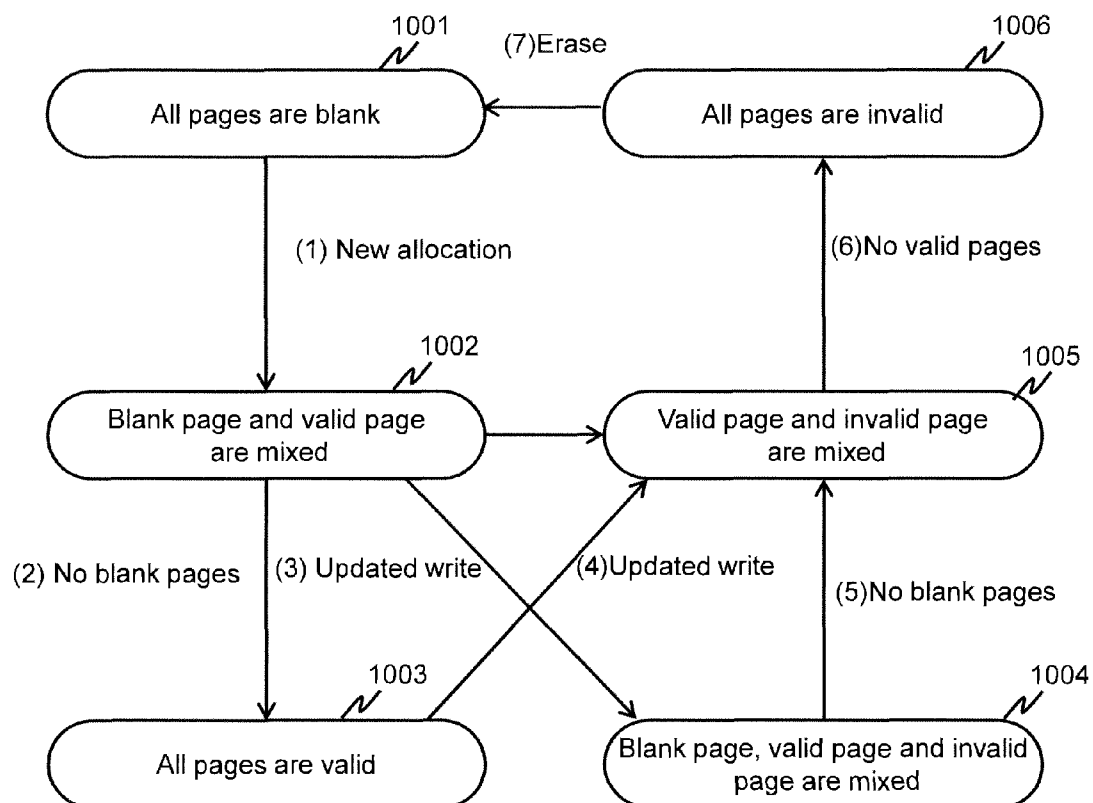 1001
(7)Erase
1006
All pages are blank
All pages are invalid
(1) New allocation
(6)No valid pages
1002
1005
Blank page and valid page
are mixed
Valid page and invalid page
are mixed
(2) No blank pages
(3) Updated write
(4)Updated write
(5)No blank pages
1003
1004
All pages are valid
Blank page, valid page and invalid
page are mixed